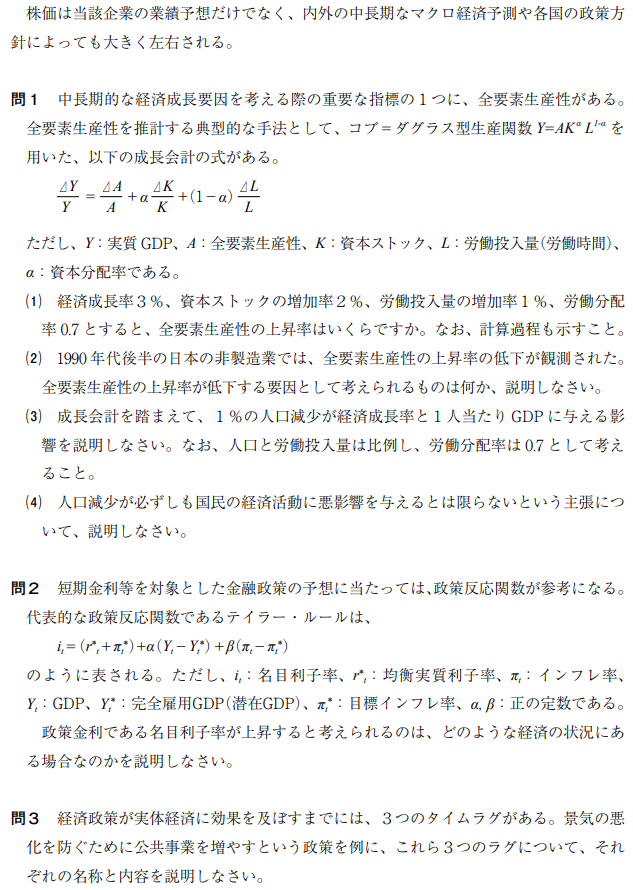 株価は当該企業の業績予想だけでなく、内外の中長期なマクロ経済予測や各国の政策方
針によっても大きく左右される。
問1 中長期的な経済成長要因を考える際の重要な指標の1つに、全要素生産性がある。
全要素生産性を推計する典型的な手法として、コブ=ダグラス型生産関数 Y=AK^α L^{1-α} を
用いた、以下の成長会計の式がある。
ΔY/Y = ΔA/A + α ΔK/K + (1-α) ΔL/L
ただし、Y:実質 GDP、A:全要素生産性、K:資本ストック、L:労働投入量(労働時間)、
α:資本分配率である。
(1) 経済成長率3%、資本ストックの増加率2%、労働投入量の増加率1%、労働分配
率 0.7 とすると、全要素生産性の上昇率はいくらですか。なお、計算過程も示すこと。
(2) 1990 年代後半の日本の非製造業では、全要素生産性の上昇率の低下が観測された。
全要素生産性の上昇率が低下する要因として考えられるものは何か、説明しなさい。
(3) 成長会計を踏まえて、1%の人口減少が経済成長率と1人当たり GDP に与える影
響を説明しなさい。なお、人口と労働投入量は比例し、労働分配率は 0.7 として考え
ること。
(4) 人口減少が必ずしも国民の経済活動に悪影響を与えるとは限らないという主張につ
いて、説明しなさい。
問2 短期金利等を対象とした金融政策の予想に当たっては、政策反応関数が参考になる。
代表的な政策反応関数であるテイラー・ルールは、
i_t = (r*_t + π_t*) + α(Y_t − Y_t*) + β(π_t − π_t*)
のように表される。ただし、i_t:名目利子率、r*_t:均衡実質利子率、π_t:インフレ率、
Y_t:GDP、Y_t*:完全雇用GDP(潜在GDP)、π_t*:目標インフレ率、α, β:正の定数である。
政策金利である名目利子率が上昇すると考えられるのは、どのような経済の状況にあ
る場合なのかを説明しなさい。
問3 経済政策が実体経済に効果を及ぼすまでには、3つのタイムラグがある。景気の悪
化を防ぐために公共事業を増やすという政策を例に、これら3つのラグについて、それ
ぞれの名称と内容を説明しなさい。